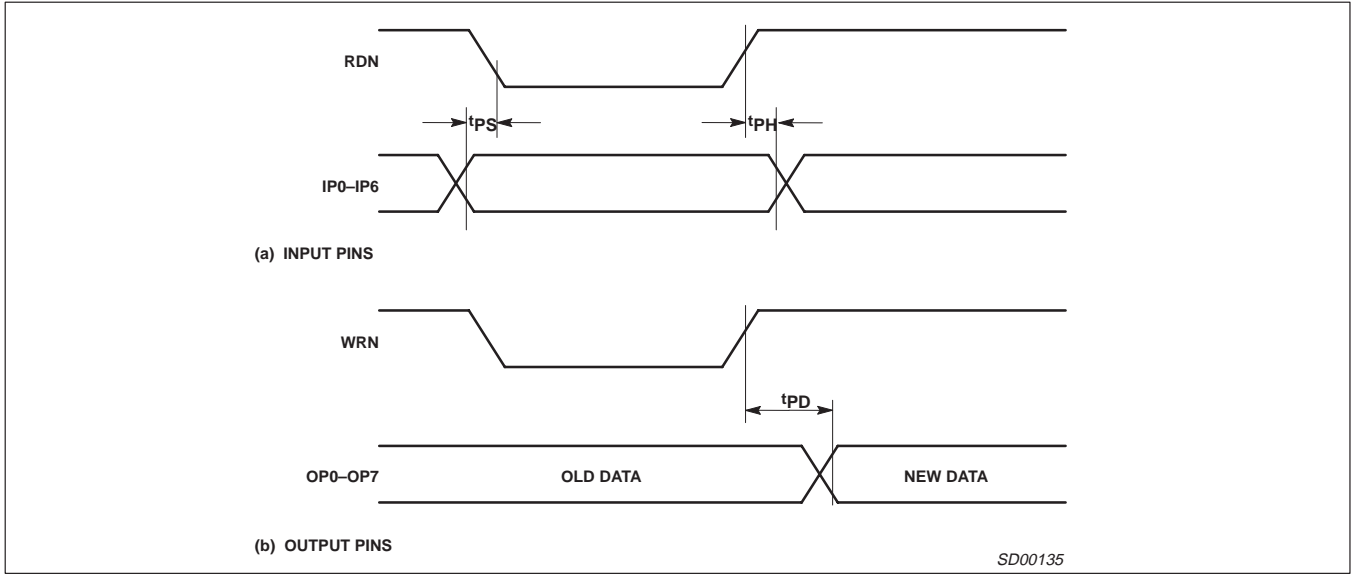 RDN
tPS
tPH
IP0–IP6
(a) INPUT PINS
WRN
tPD
OP0–OP7
OLD DATA
NEW DATA
(b) OUTPUT PINS
SD00135